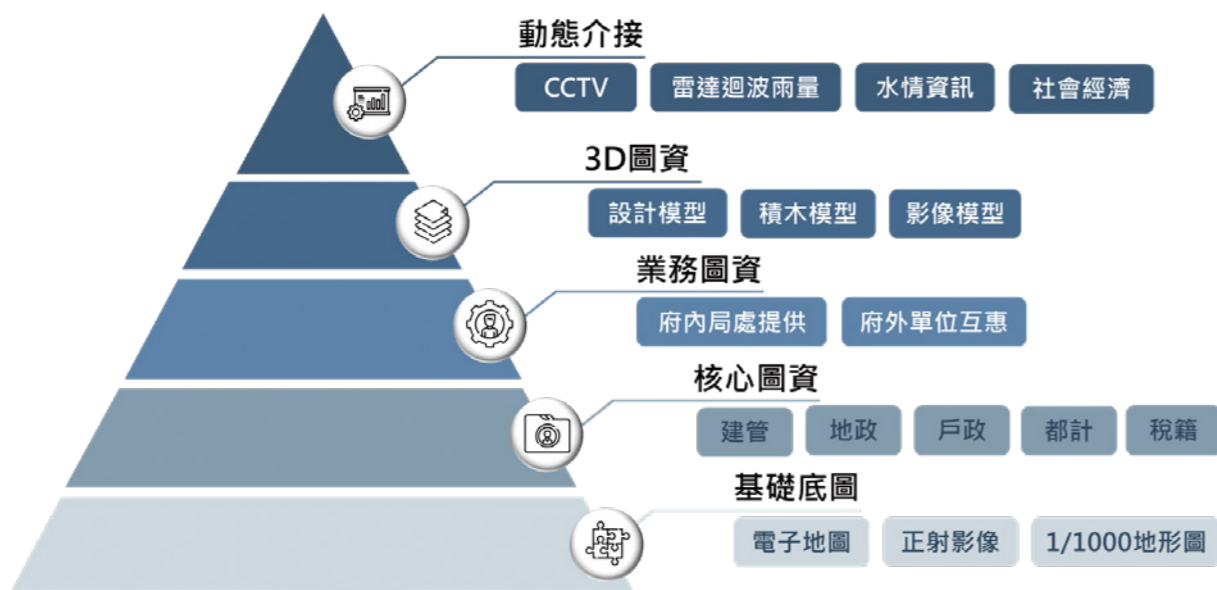 動態介接
CCTV 雷達迴波雨量 水情資訊 社會經濟
3D圖資
設計模型 積木模型 影像模型
業務圖資
府內局處提供 府外單位互惠
核心圖資
建管 地政 戶政 都計 稅籍
基礎底圖
電子地圖 正射影像 1/1000地形圖